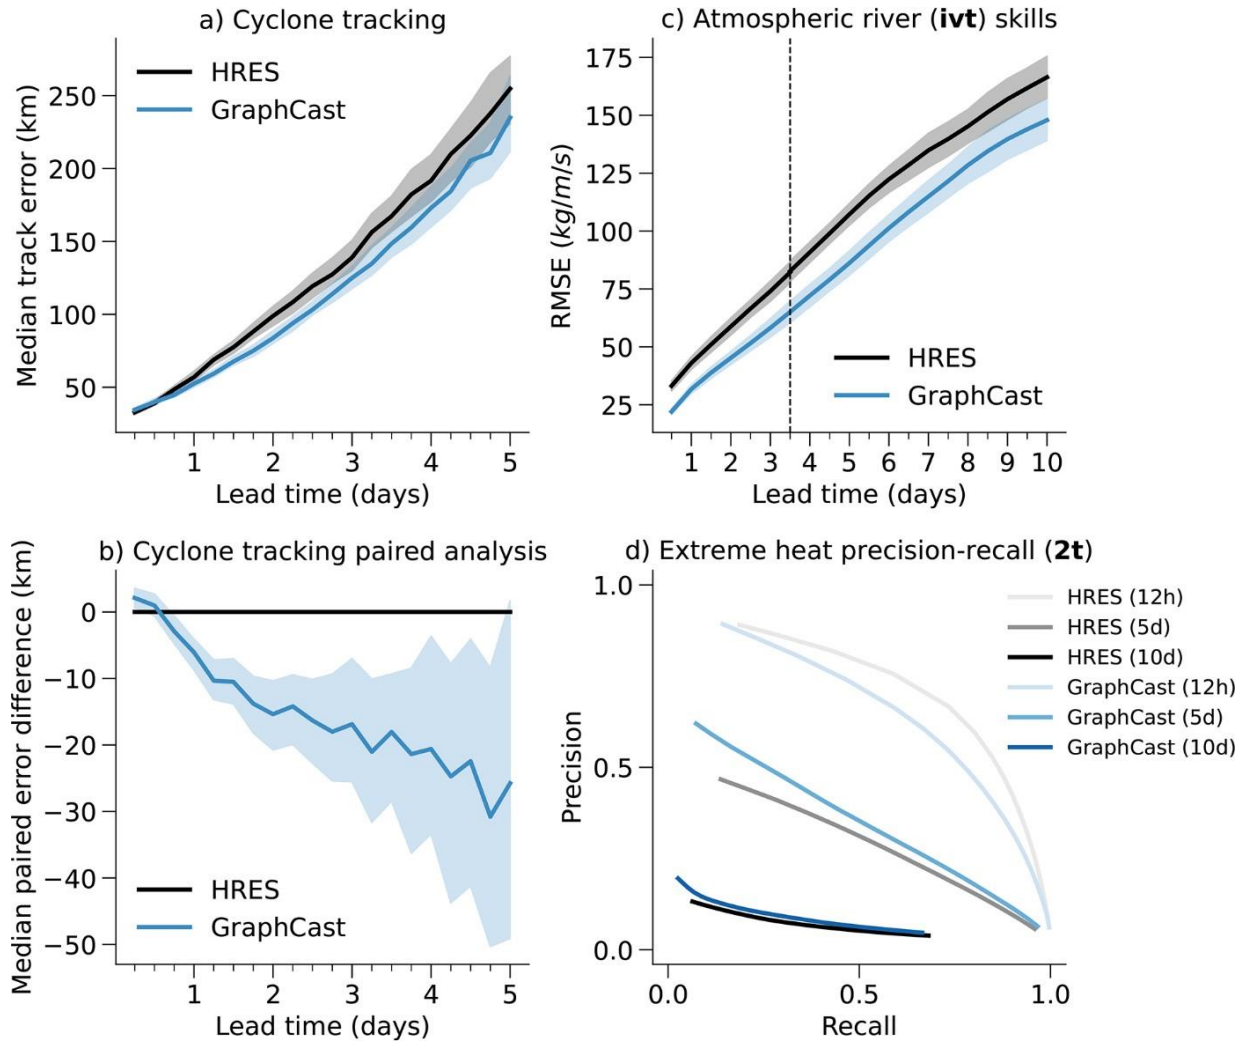 a) Cyclone tracking
Median track error (km)
250
200
150
100
50
HRES
GraphCast
1 2 3 4 5
Lead time (days)
c) Atmospheric river (ivt) skills
RMSE (kg/m/s)
175
150
125
100
75
50
25
HRES
GraphCast
1 2 3 4 5 6 7 8 9 10
Lead time (days)
b) Cyclone tracking paired analysis
Median paired error difference (km)
0
−10
−20
−30
−40
−50
HRES
GraphCast
1 2 3 4 5
Lead time (days)
d) Extreme heat precision-recall (2t)
Precision
1.0
0.5
0.0
HRES (12h)
HRES (5d)
HRES (10d)
GraphCast (12h)
GraphCast (5d)
GraphCast (10d)
0.0 0.5 1.0
Recall